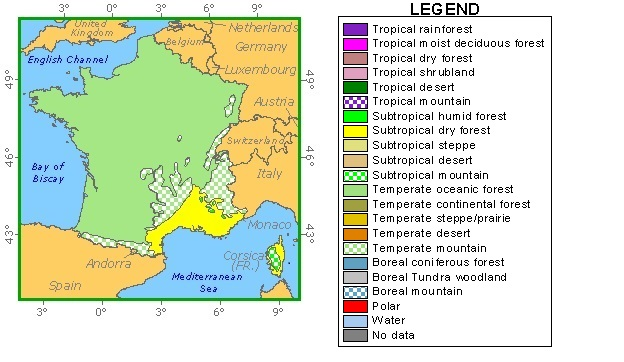 3° 0° 3° 6° 9°
United
Kingdom
Netherlands
Belgium
Germany
English Channel
Luxembourg
49° 49°
Austria
Switzerland
46° 46°
Bay of
Biscay
Italy
Monaco
43° 43°
Corsica
(FR.)
Andorra
Mediterranean
Sea
Spain
3° 0° 3° 6° 9°
LEGEND
Tropical rainforest
Tropical moist deciduous forest
Tropical dry forest
Tropical shrubland
Tropical desert
Tropical mountain
Subtropical humid forest
Subtropical dry forest
Subtropical steppe
Subtropical desert
Subtropical mountain
Temperate oceanic forest
Temperate continental forest
Temperate steppe/prairie
Temperate desert
Temperate mountain
Boreal coniferous forest
Boreal Tundra woodland
Boreal mountain
Polar
Water
No data